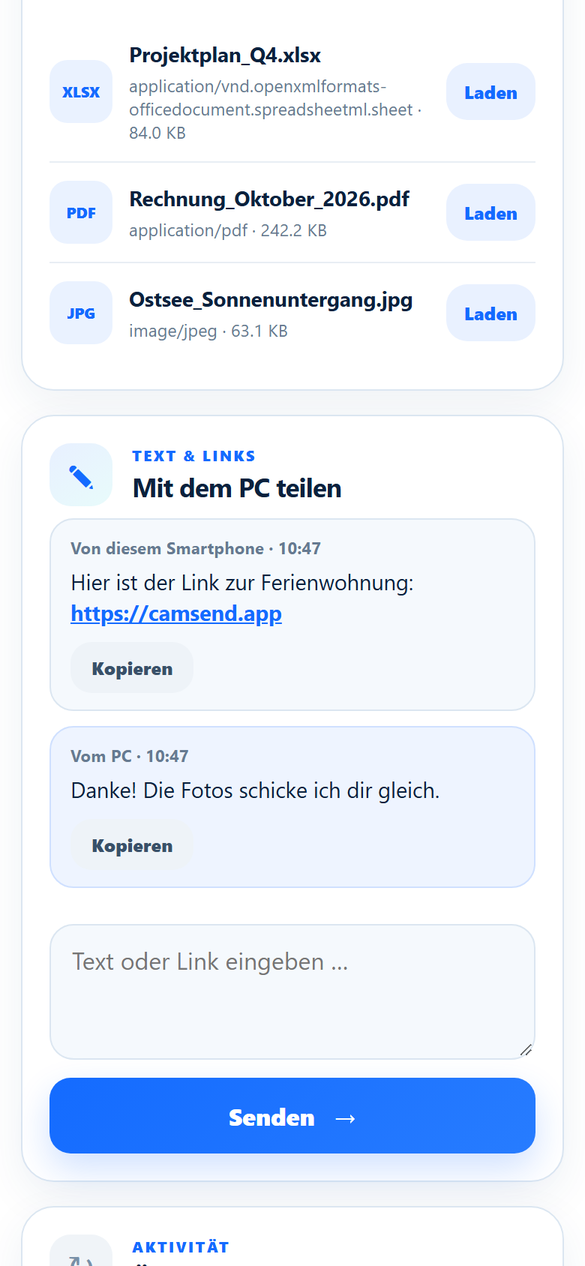 Projektplan_Q4.xlsx
XLSX
application/vnd.openxmlformats-
officedocument.spreadsheetml.sheet ·
84.0 KB
Laden
PDF
Rechnung_Oktober_2026.pdf
application/pdf · 242.2 KB
Laden
JPG
Ostsee_Sonnenuntergang.jpg
image/jpeg · 63.1 KB
Laden
TEXT & LINKS
Mit dem PC teilen
Von diesem Smartphone · 10:47
Hier ist der Link zur Ferienwohnung:
https://camsend.app
Kopieren
Vom PC · 10:47
Danke! Die Fotos schicke ich dir gleich.
Kopieren
Text oder Link eingeben ...
Senden →
AKTIVITÄT